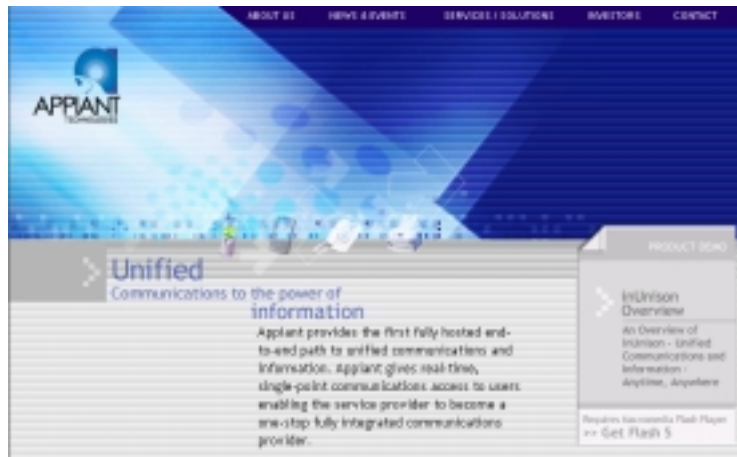 ABOUT US NEWS & EVENTS SERVICES / SOLUTIONS INVESTORS CONTACT
APPIANT
TECHNOLOGIES
PRODUCT DEMO
Unified
Communications to the power of
information
Appiant provides the first fully hosted end-
to-end path to unified communications and
information. Appiant gives real-time,
single-point communications access to users
enabling the service provider to become a
one-stop fully integrated communications
provider.
InUnison
Overview
An Overview of
InUnison - Unified
Communications and
Information -
Anytime, Anywhere
Requires Macromedia Flash Player
>> Get Flash 5